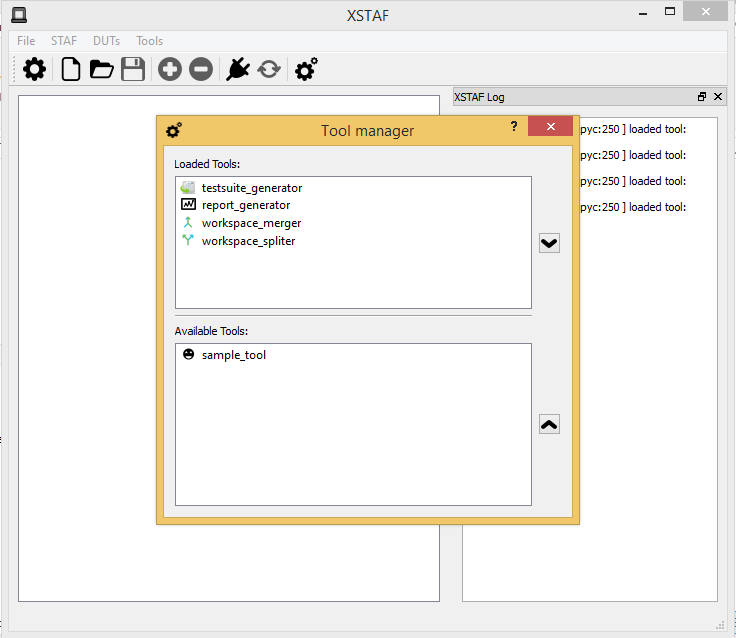 XSTAF
File STAF DUTs Tools
XSTAF Log
pyc:250 ] loaded tool:
pyc:250 ] loaded tool:
pyc:250 ] loaded tool:
pyc:250 ] loaded tool:
Tool manager
Loaded Tools:
testsuite_generator
report_generator
workspace_merger
workspace_spliter
Available Tools:
sample_tool